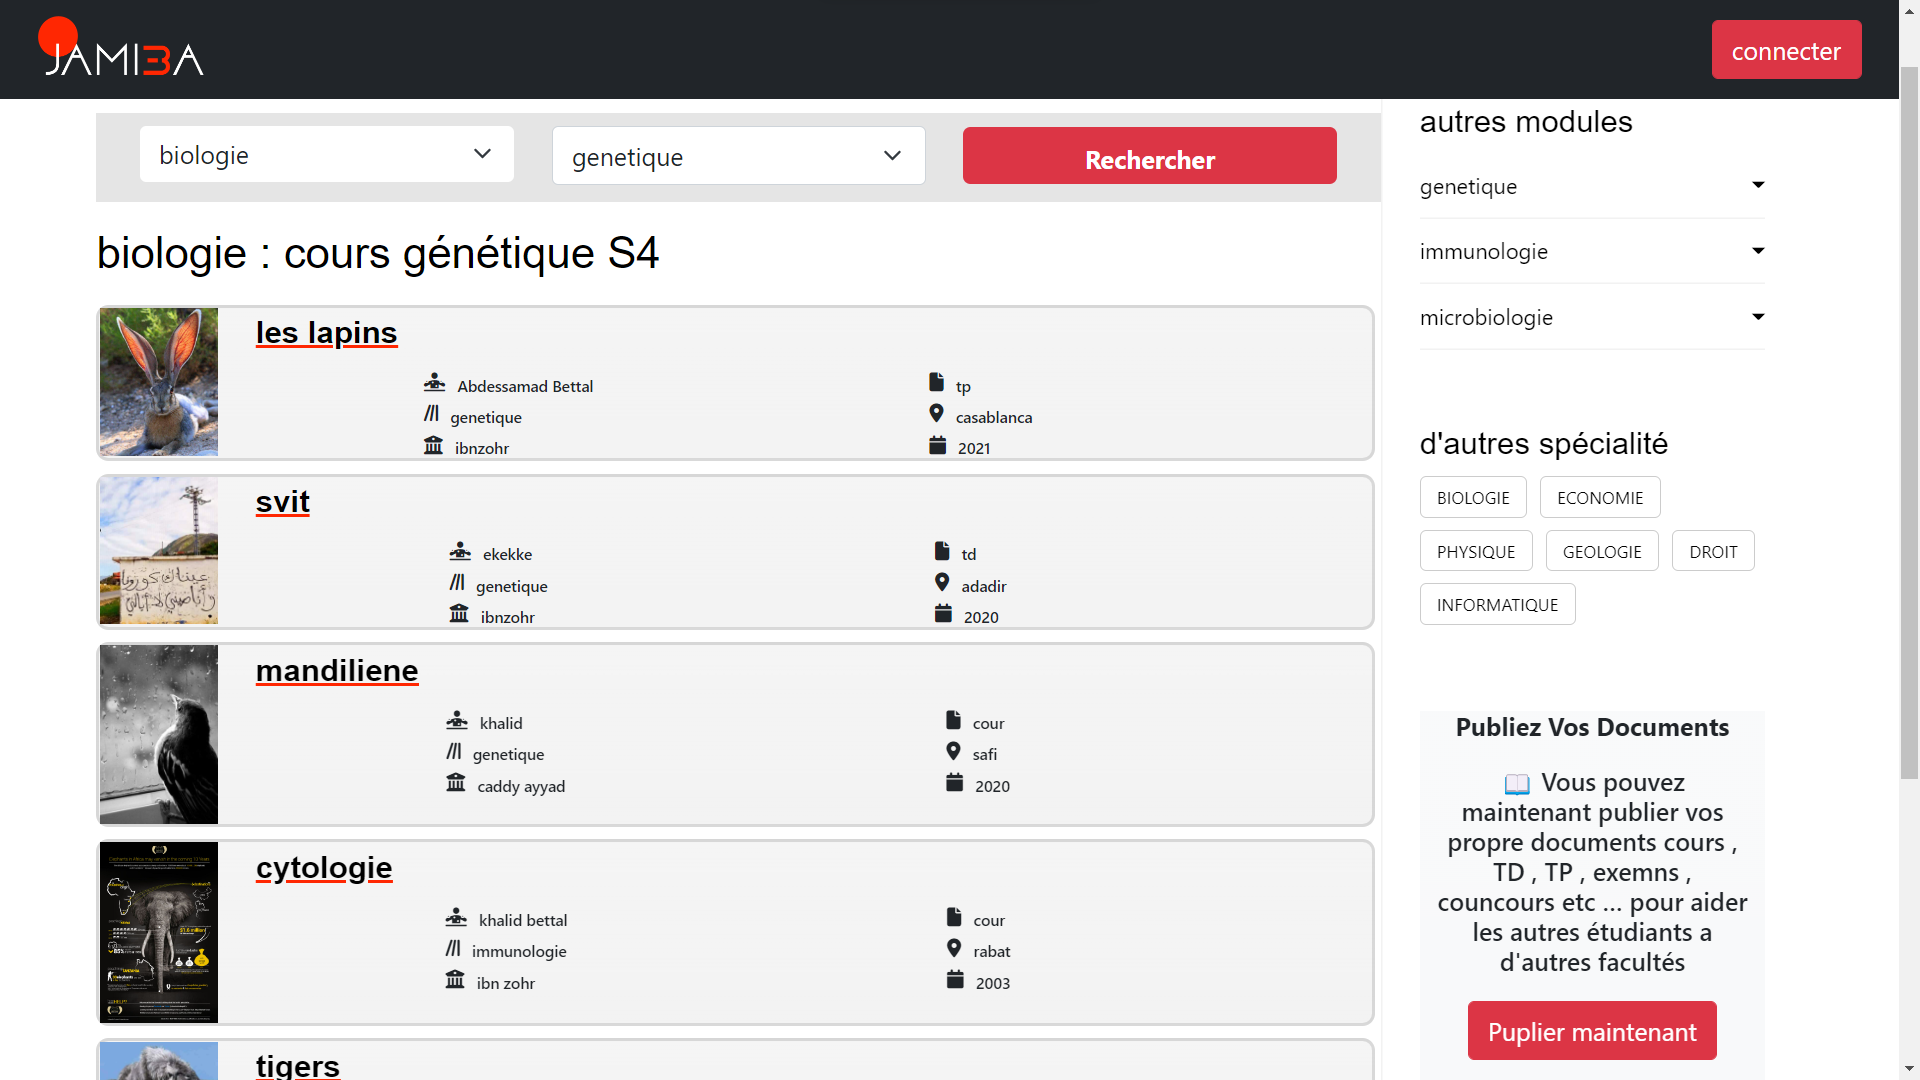 JAMIBA
connecter
biologie
genetique
Rechercher
biologie : cours génétique S4
les lapins
Abdessamad Bettal
genetique
ibnzohr
tp
casablanca
2021
svit
ekekke
genetique
ibnzohr
td
adadir
2020
mandiliene
khalid
genetique
caddy ayyad
cour
safi
2020
cytologie
khalid bettal
immunologie
ibn zohr
cour
rabat
2003
tigers
autres modules
genetique
immunologie
microbiologie
d'autres spécialité
BIOLOGIE
ECONOMIE
PHYSIQUE
GEOLOGIE
DROIT
INFORMATIQUE
Publiez Vos Documents
📖 Vous pouvez
maintenant publier vos
propre documents cours ,
TD , TP , exemns ,
councours etc ... pour aider
les autres étudiants a
d'autres facultés
Puplier maintenant